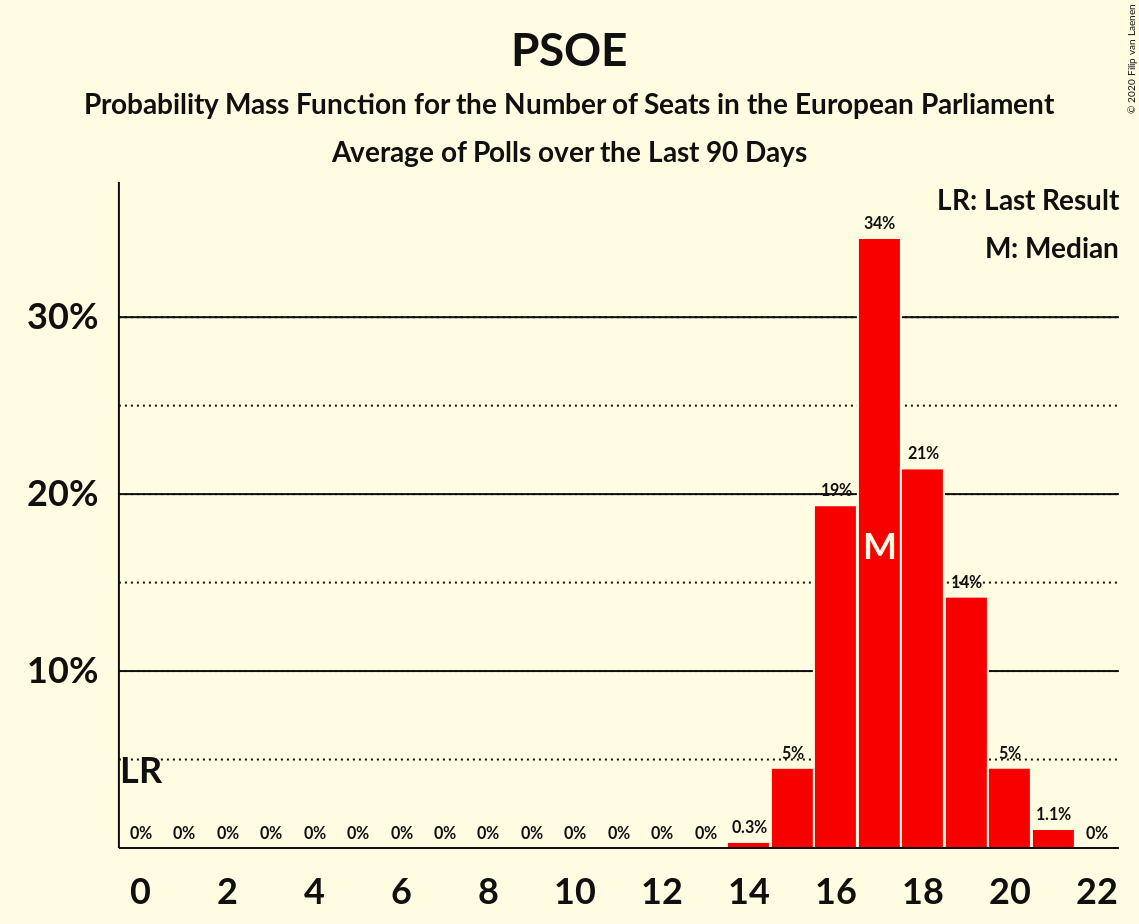 PSOE
Probability Mass Function for the Number of Seats in the European Parliament
Average of Polls over the Last 90 Days
© 2020 Filip van Laenen
LR: Last Result
M: Median
34%
30%
21%
20%
19%
M
14%
10%
5%
5%
LR
1.1%
0.3%
0% 0% 0% 0% 0% 0% 0% 0% 0% 0% 0% 0% 0% 0% 0%
0 2 4 6 8 10 12 14 16 18 20 22